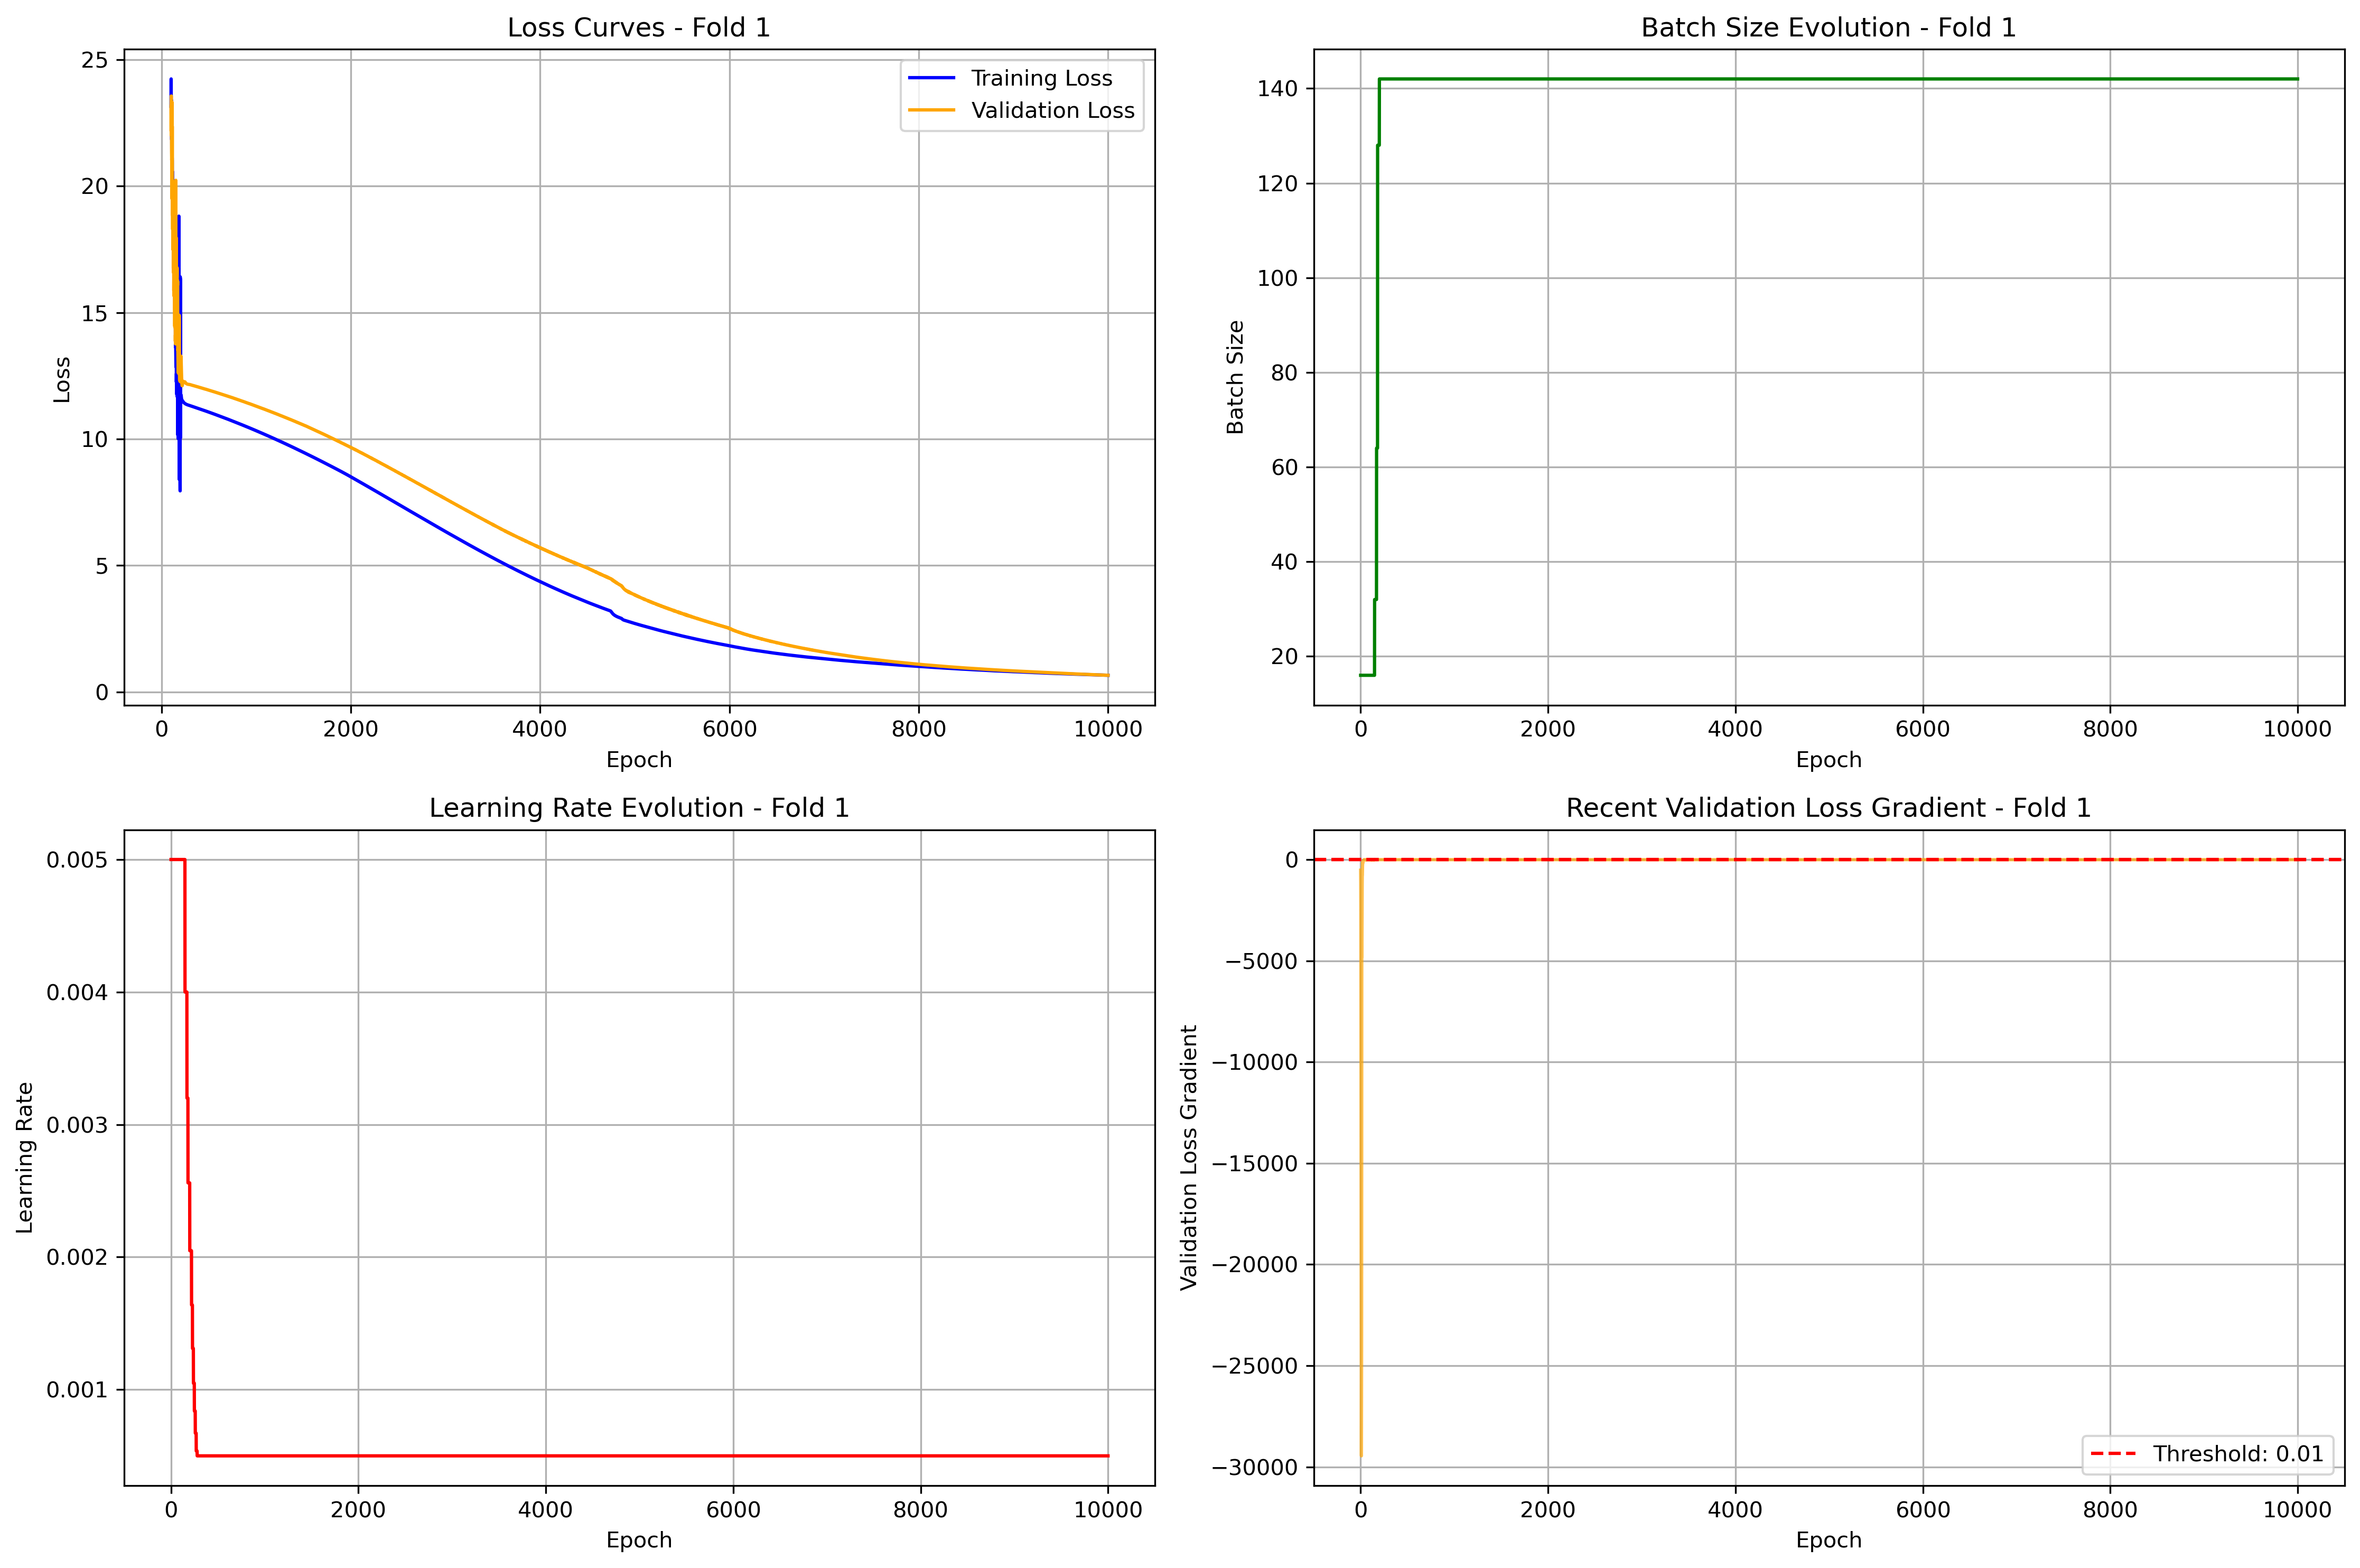 Loss Curves - Fold 1
25
20
15
10
5
0
Loss
Training Loss
Validation Loss
0 2000 4000 6000 8000 10000
Epoch
Batch Size Evolution - Fold 1
140
120
100
80
60
40
20
Batch Size
0 2000 4000 6000 8000 10000
Epoch
Learning Rate Evolution - Fold 1
0.005
0.004
0.003
0.002
0.001
Learning Rate
0 2000 4000 6000 8000 10000
Epoch
Recent Validation Loss Gradient - Fold 1
0
−5000
−10000
−15000
−20000
−25000
−30000
Validation Loss Gradient
Threshold: 0.01
0 2000 4000 6000 8000 10000
Epoch